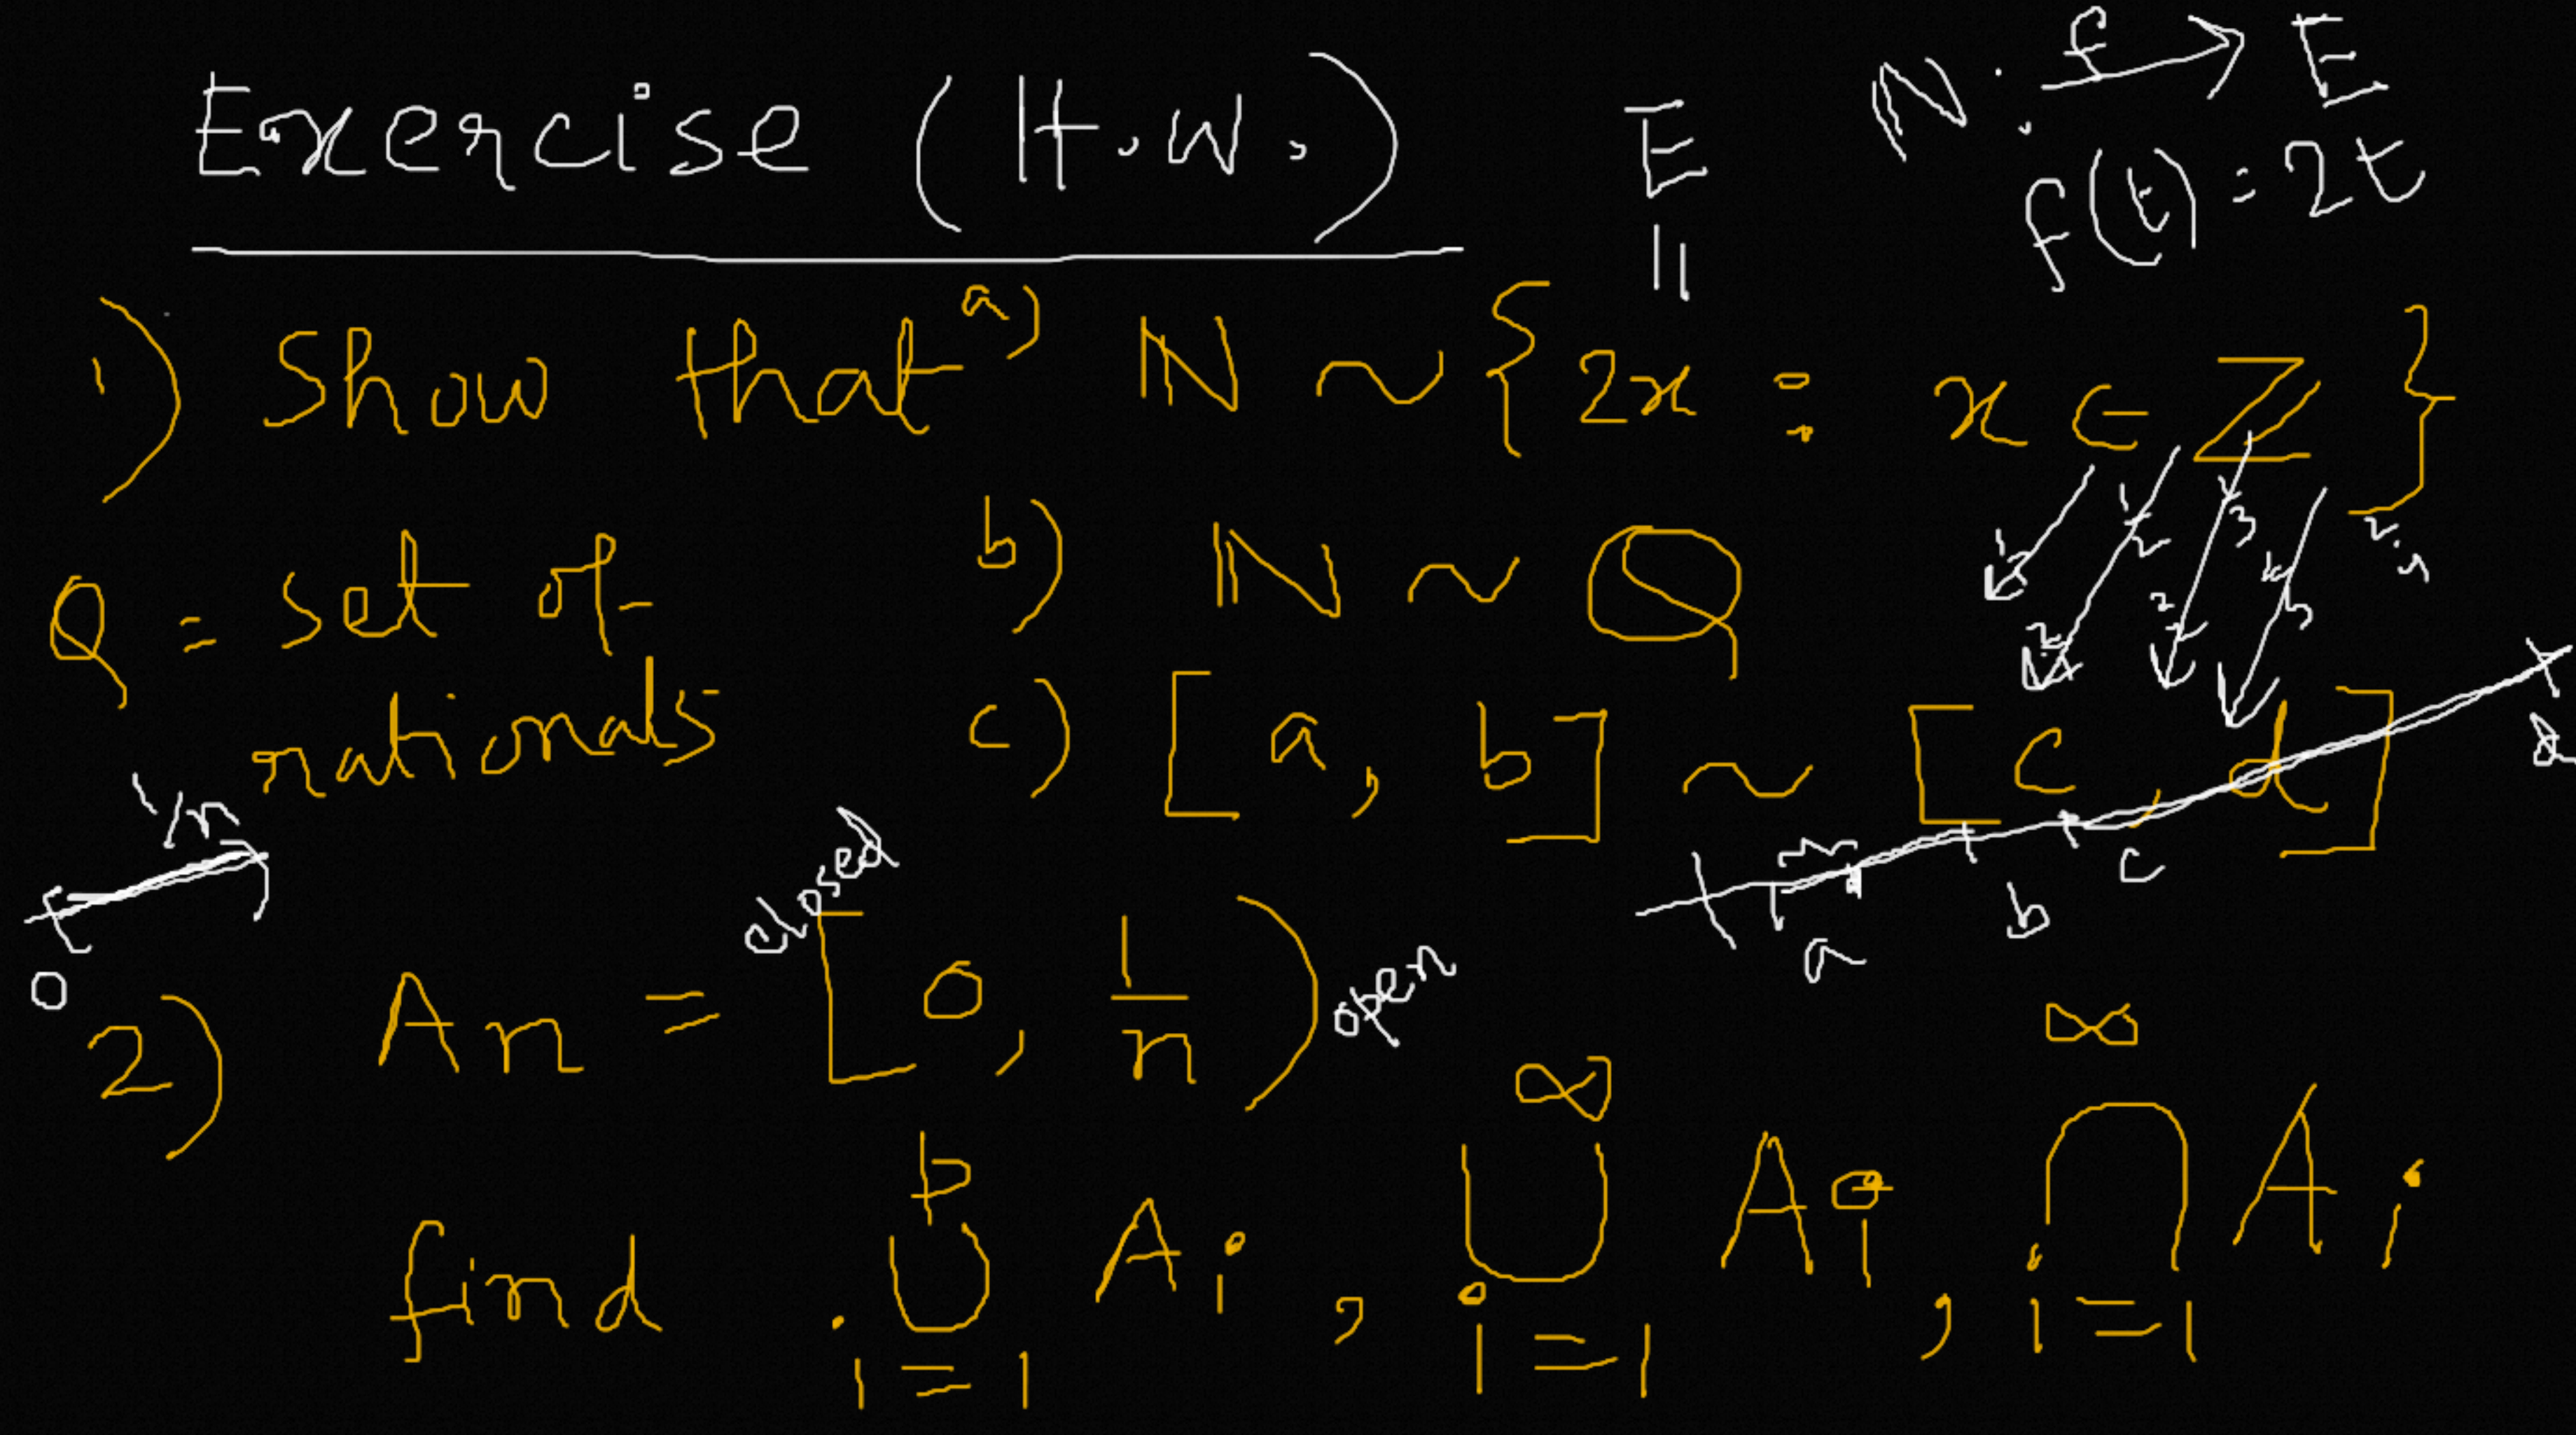 Exercise (H.W.)
E
=
N : f → E
f(t) = 2t
1) Show that a) ℕ ~ {2x : x ∈ ℤ}
b) ℕ ~ Q
Q = set of rationals
c) [a, b] ~ [c, d]
a b c d
0 1/n
2) An = [0, 1/n)
closed open
find ∪_{i=1}^{p} Ai , ∪_{i=1}^{∞} Ai , ∩_{i=1}^{∞} Ai